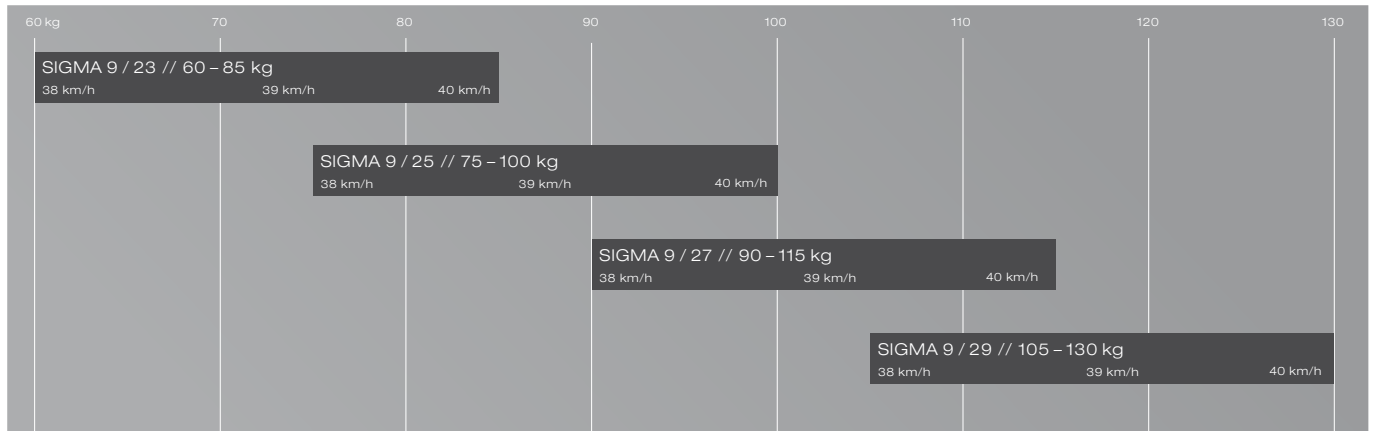 60 kg 70 80 90 100 110 120 130
SIGMA 9 / 23 // 60 – 85 kg
38 km/h 39 km/h 40 km/h
SIGMA 9 / 25 // 75 – 100 kg
38 km/h 39 km/h 40 km/h
SIGMA 9 / 27 // 90 – 115 kg
38 km/h 39 km/h 40 km/h
SIGMA 9 / 29 // 105 – 130 kg
38 km/h 39 km/h 40 km/h